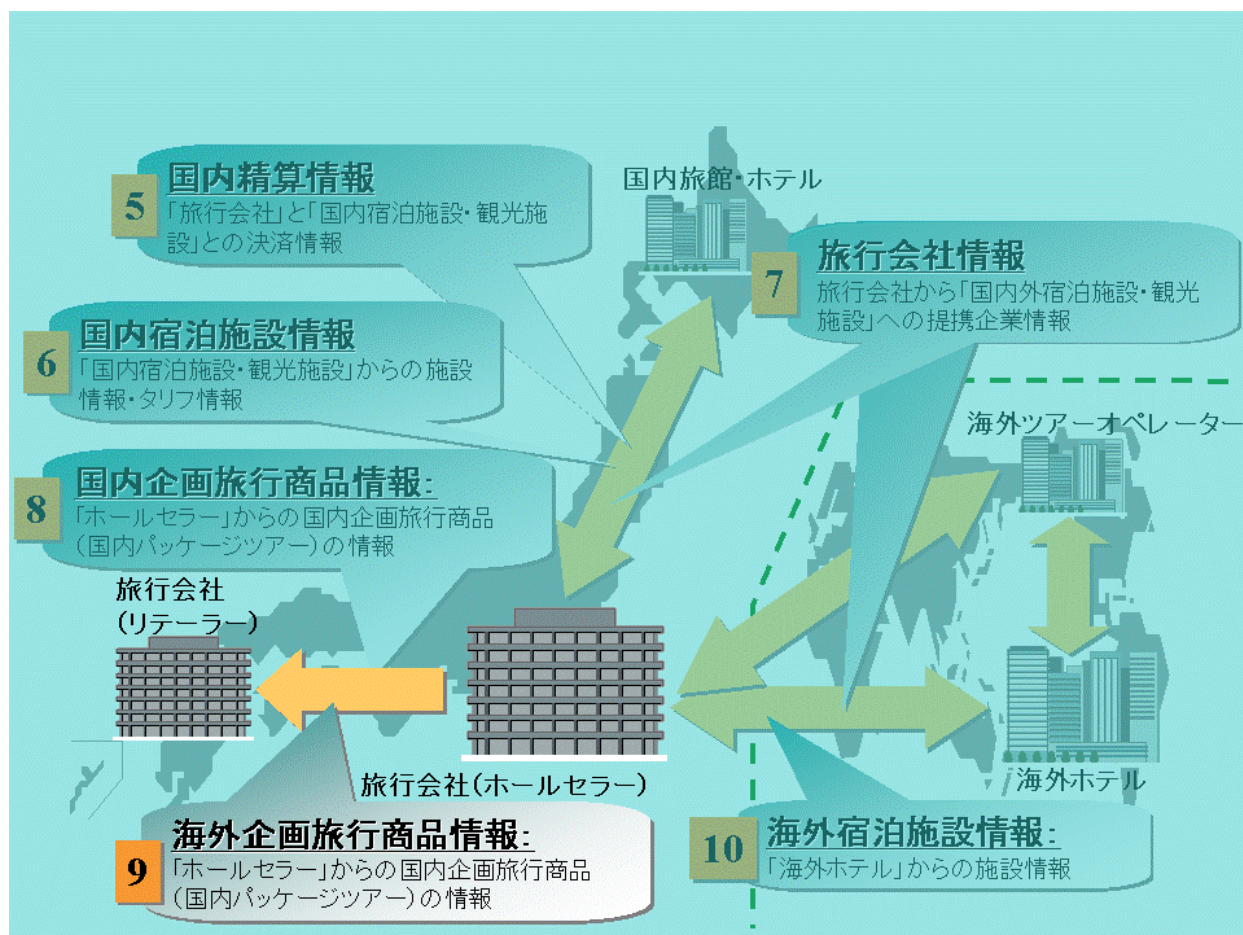 国内旅館・ホテル
5
国内精算情報
「旅行会社」と「国内宿泊施設・観光施
設」との決済情報
7
旅行会社情報
旅行会社から「国内外宿泊施設・観光
施設」への提携企業情報
6
国内宿泊施設情報
「国内宿泊施設・観光施設」からの施設
情報・タリフ情報
海外ツアーオペレーター
8
国内企画旅行商品情報:
「ホールセラー」からの国内企画旅行商品
(国内パッケージツアー)の情報
旅行会社
(リテーラー)
旅行会社(ホールセラー)
海外ホテル
9
海外企画旅行商品情報:
「ホールセラー」からの国内企画旅行商品
(国内パッケージツアー)の情報
10
海外宿泊施設情報:
「海外ホテル」からの施設情報